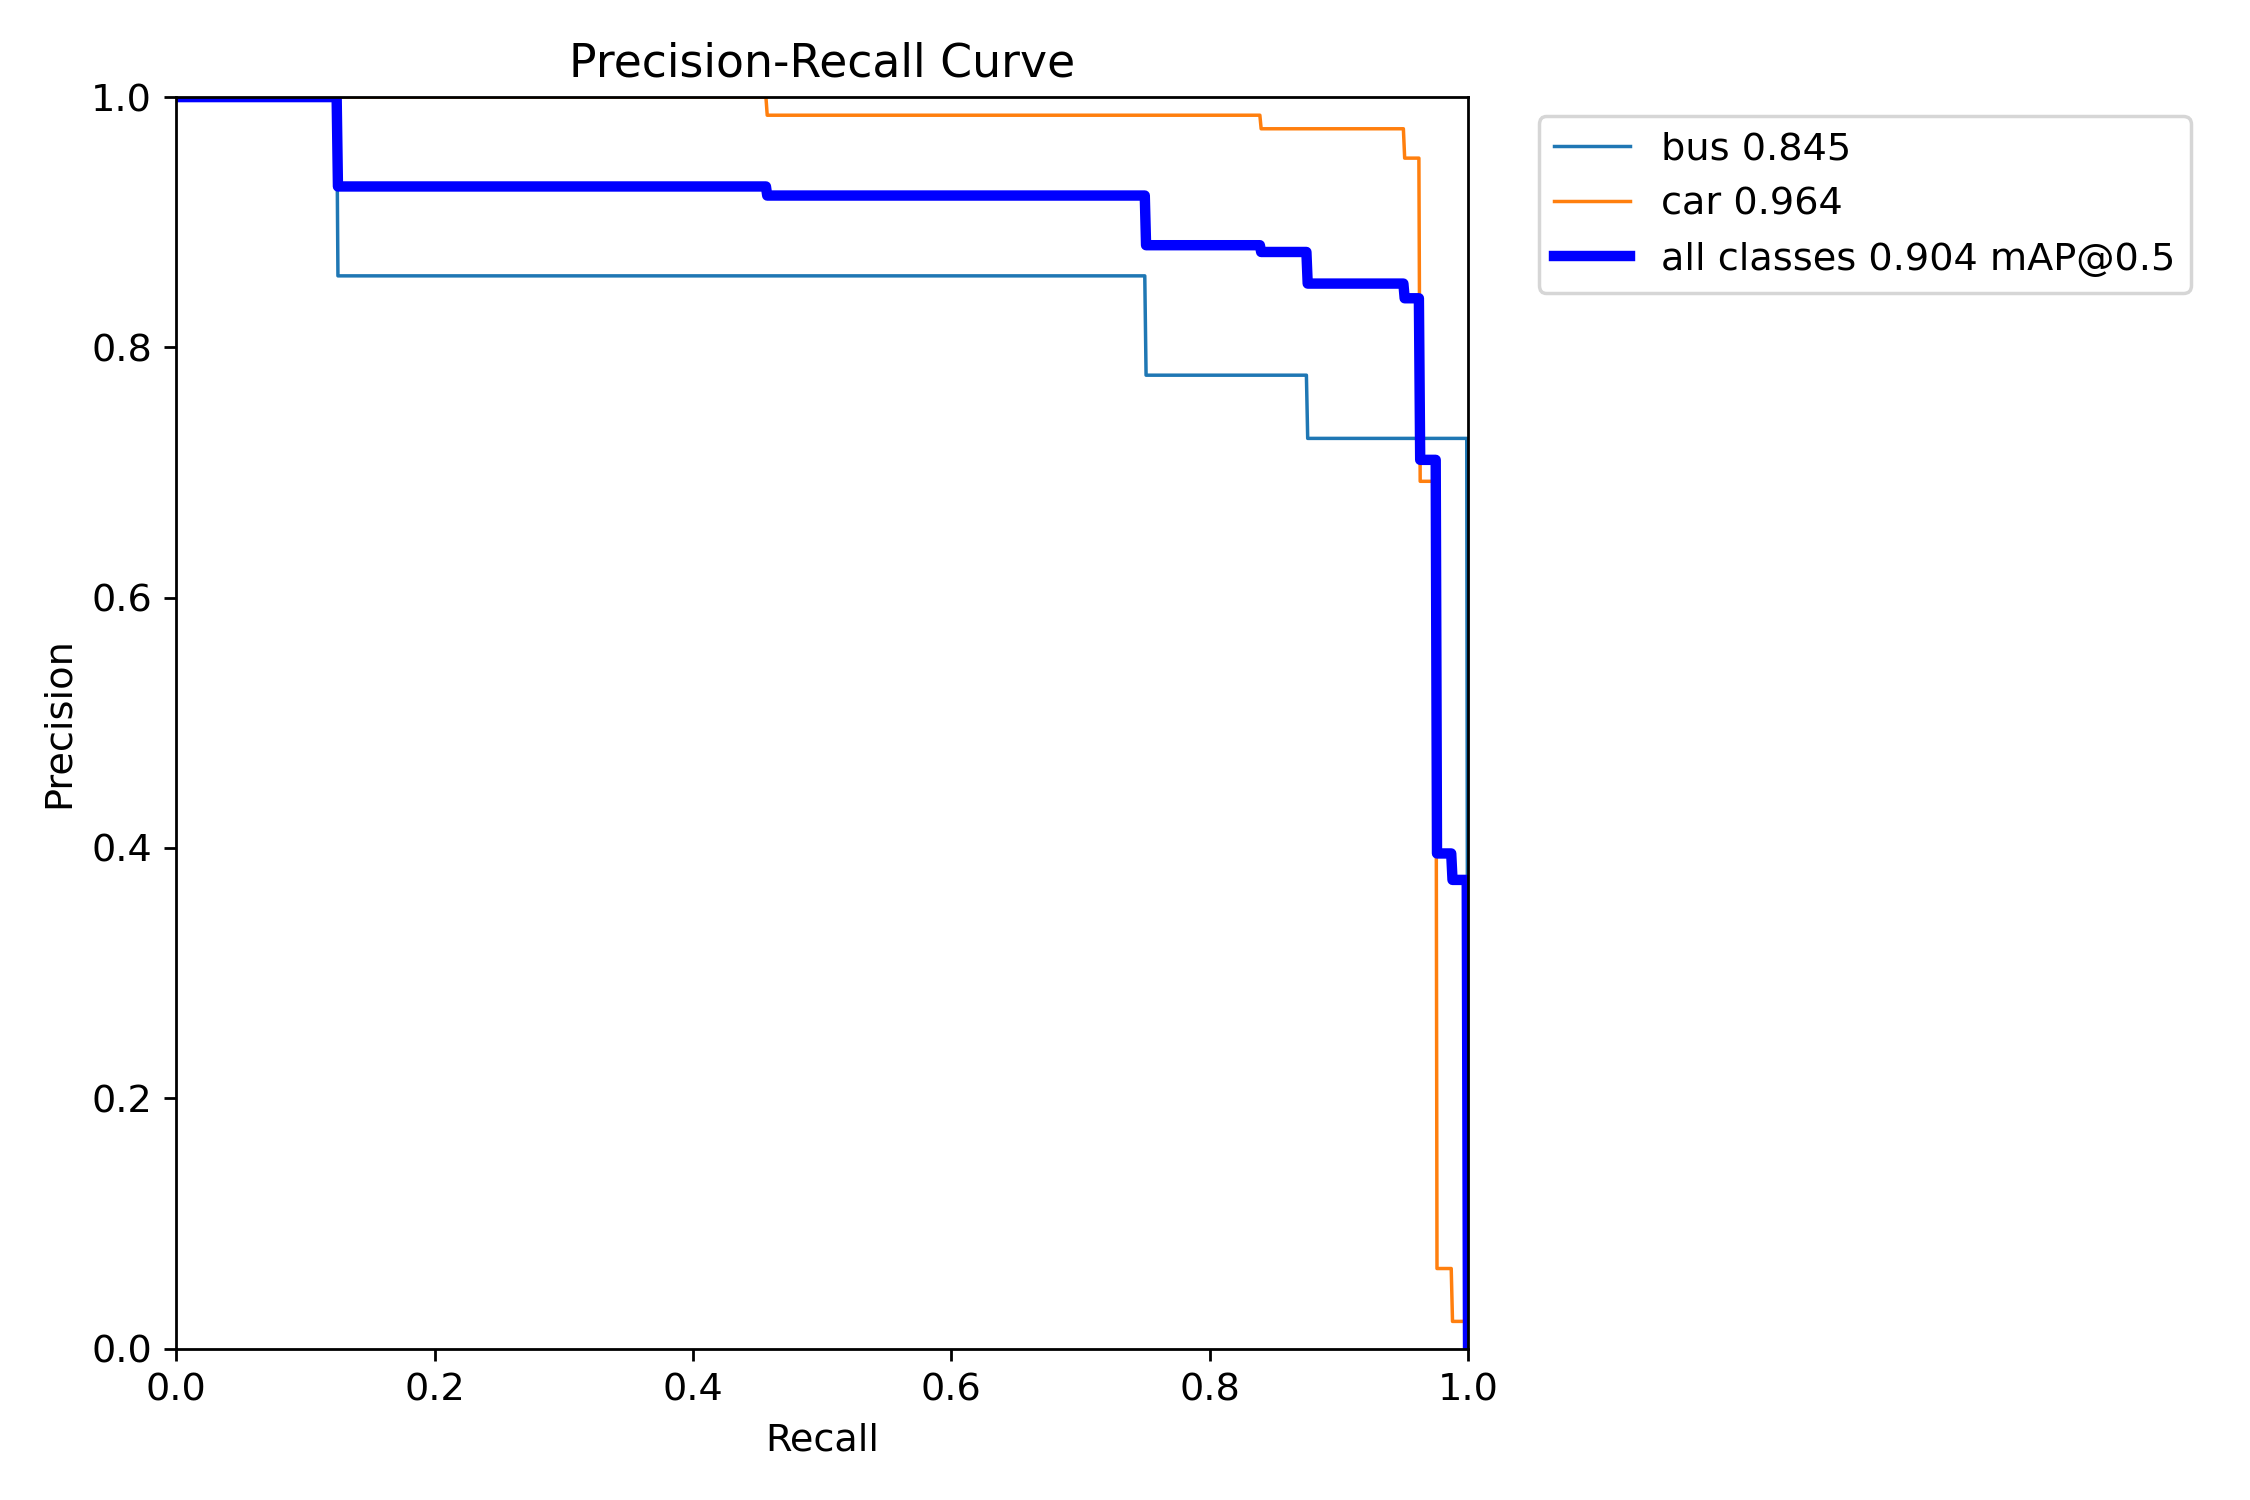 Precision-Recall Curve
bus 0.845
car 0.964
all classes 0.904 mAP@0.5
1.0
0.8
0.6
0.4
0.2
0.0
Precision
0.0 0.2 0.4 0.6 0.8 1.0
Recall